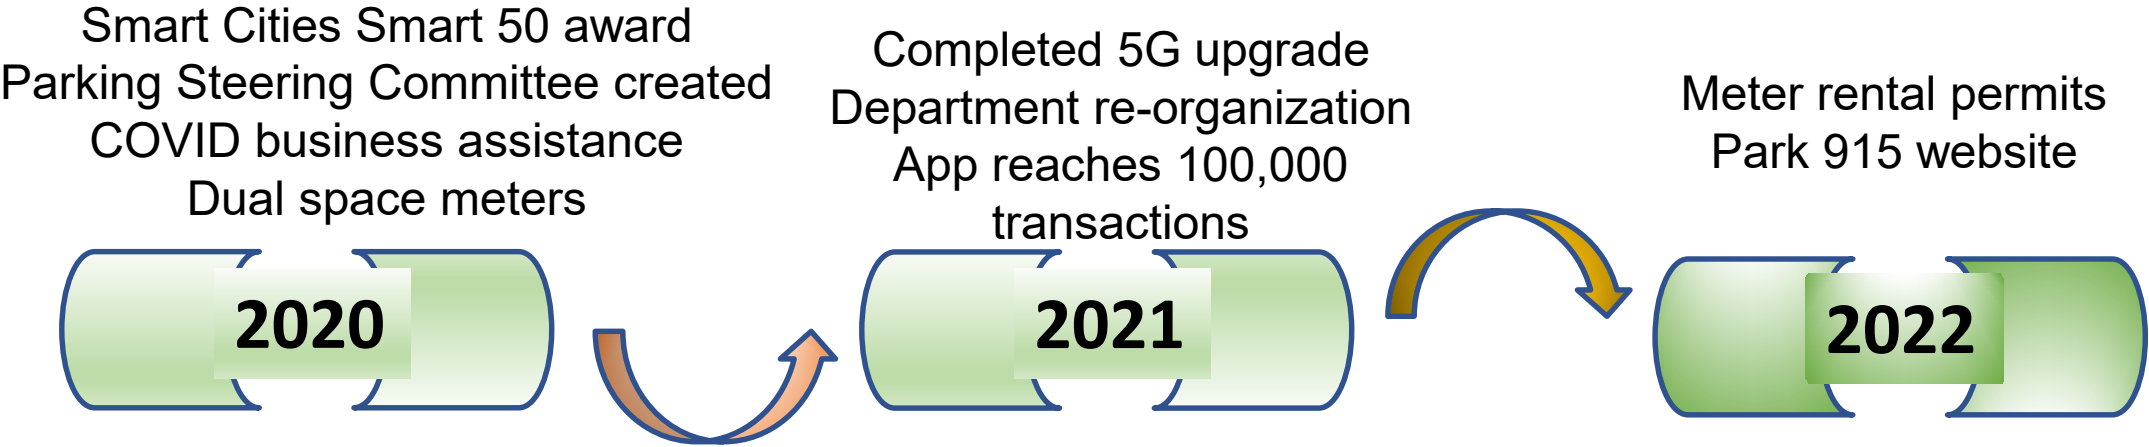 Smart Cities Smart 50 award
Parking Steering Committee created
COVID business assistance
Dual space meters
2020
Completed 5G upgrade
Department re-organization
App reaches 100,000
transactions
2021
Meter rental permits
Park 915 website
2022